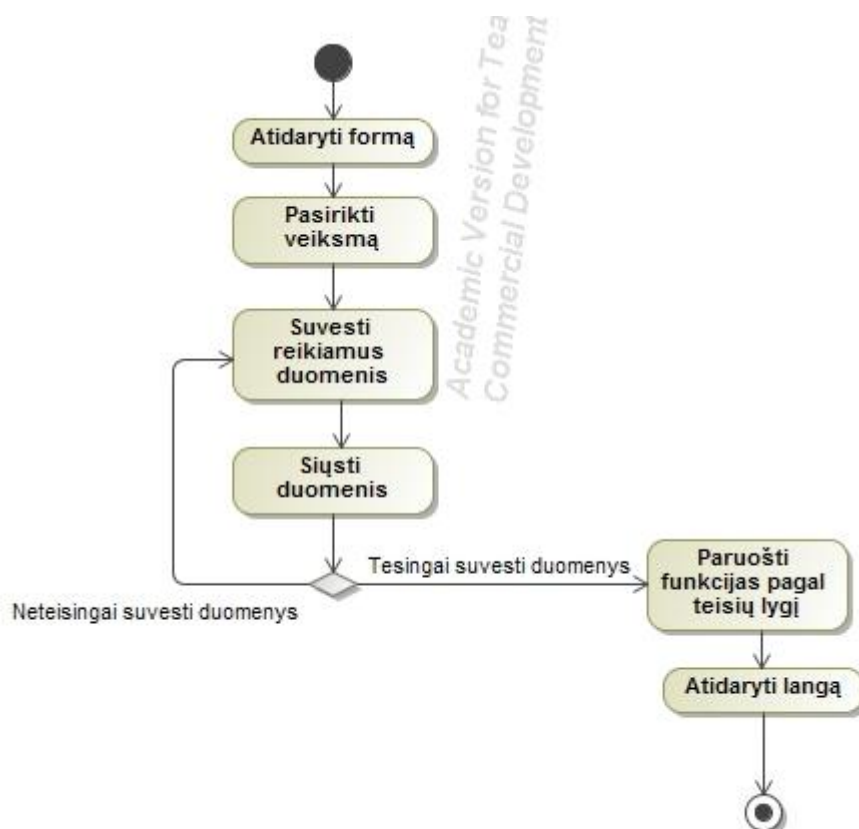 Academic Version for Tea
Commercial Development
Atidaryti formą
Pasirikti
veiksmą
Suvesti
reikiamus
duomenis
Siųsti
duomenis
Tesingai suvesti duomenys
Neteisingai suvesti duomenys
Paruošti
funkcijas pagal
teisių lygį
Atidaryti langą